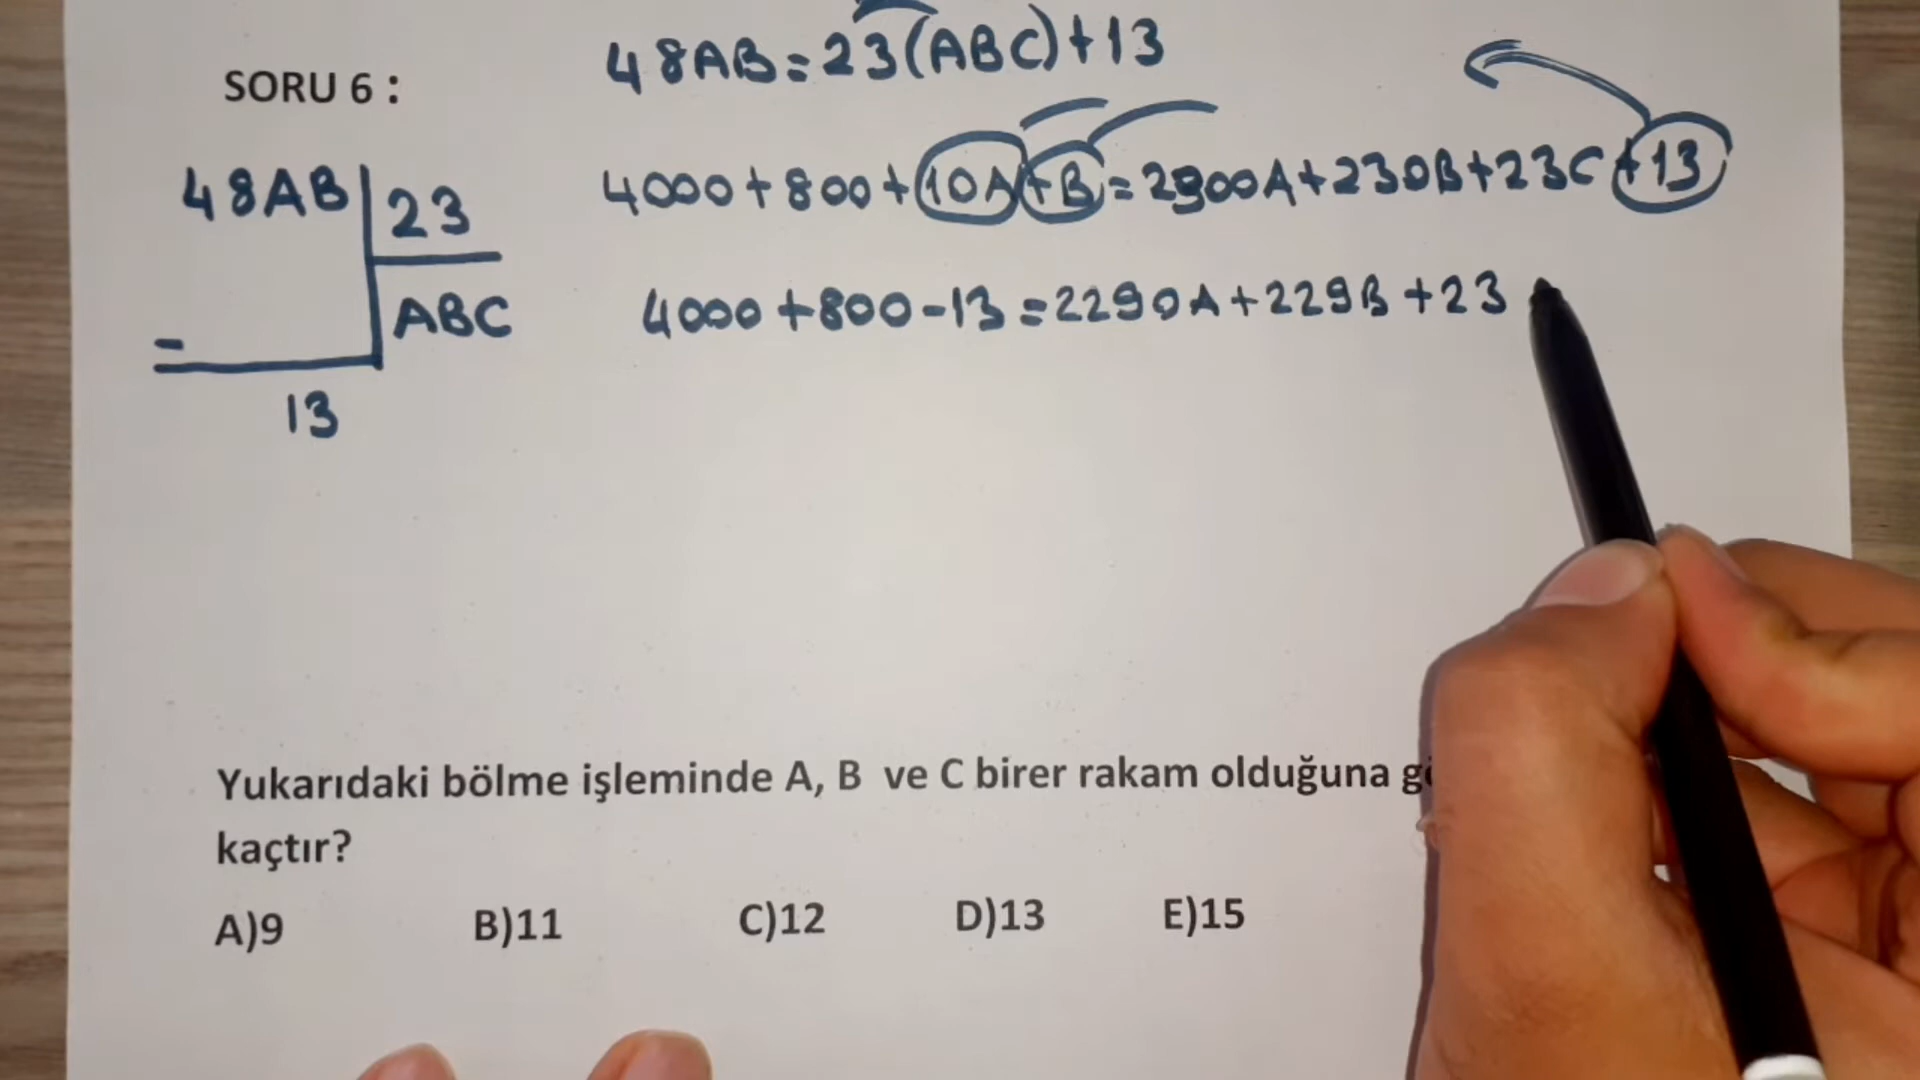 SORU 6 :
48AB 23
ABC
13
48AB=23(ABC)+13
4000+800+10A+B=2300A+230B+23C+13
4000+800-13=2290A+229B+23
Yukarıdaki bölme işleminde A, B ve C birer rakam olduğuna
kaçtır?
A)9 B)11 C)12 D)13 E)15